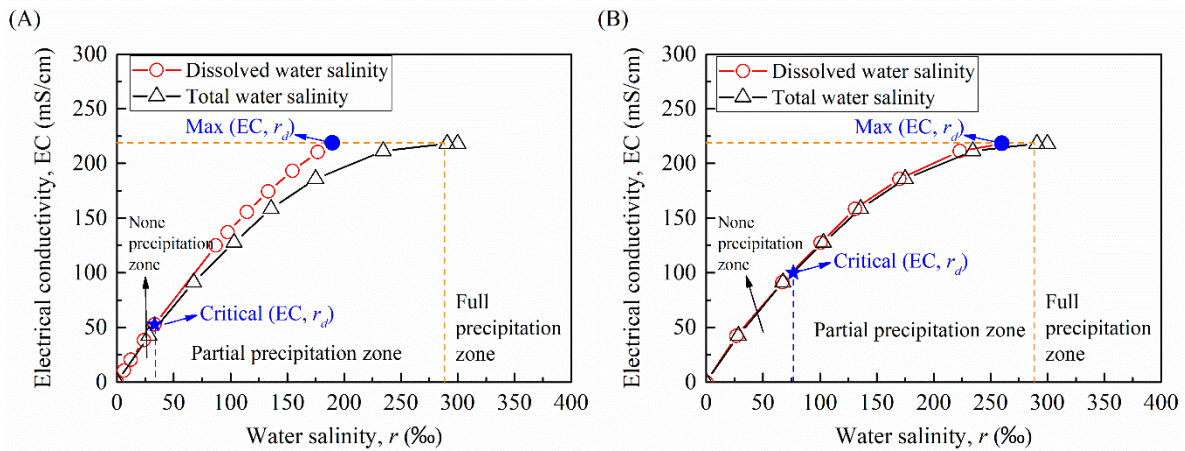 (A)
Electrical conductivity, EC (mS/cm)
300
250
200
150
100
50
0
Dissolved water salinity
Total water salinity
Max (EC, r_d)
None
precipitation
zone
Critical (EC, r_d)
Partial precipitation zone
Full
precipitation
zone
0 50 100 150 200 250 300 350 400
Water salinity, r (‰)
(B)
Electrical conductivity, EC (mS/cm)
300
250
200
150
100
50
0
Dissolved water salinity
Total water salinity
Max (EC, r_d)
None
precipitation
zone
Critical (EC, r_d)
Partial precipitation zone
Full
precipitation
zone
0 50 100 150 200 250 300 350 400
Water salinity, r (‰)